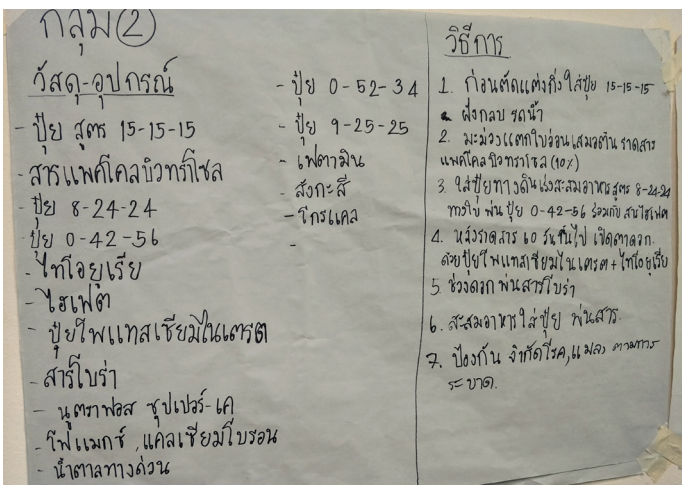 กลุ่ม ②
วัสดุ-อุปกรณ์
- ปุ๋ย สูตร 15-15-15
- สารแพคโคลบิวทราโซล
- ปุ๋ย 8-24-24
- ปุ๋ย 0-42-56
- ไทโอยูเรีย
- ไฮเฟต
- ปุ๋ยโพแทสเซียมไนเตรต
- สารโบร่า
- นูตราฟอส ซุปเปอร์-เค
- โฟแมกซ์ , แคลเซียมโบรอน
- น้ำตาลทางด่วน
- ปุ๋ย 0-52-34
- ปุ๋ย 9-25-25
- เฟตามิน
- สังกะสี
- โกรแคล
-
วิธีการ
1. ก่อนตัดแต่งกิ่งใส่ปุ๋ย 15-15-15
ฝังกลบ รดน้ำ
2. มะม่วงแตกใบอ่อนเสมอต้น ราดสาร
แพคโคลบิวทราโซล (10%)
3. ใส่ปุ๋ยทางดินเร่งสะสมอาหารสูตร 8-24-24
ทางใบ พ่นปุ๋ย 0-42-56 ร่วมกับ สารไฮเฟต
4. หลังราดสาร 60 วันขึ้นไป เปิดตาดอก
ด้วยปุ๋ยโพแทสเซียมไนเตรต + ไทโอยูเรีย
5. ช่วงดอกพ่นสารโบร่า
6. สะสมอาหารใส่ปุ๋ย พ่นสาร
7. ป้องกัน จำกัดโรค, แมลง ตามการ
ระบาด.